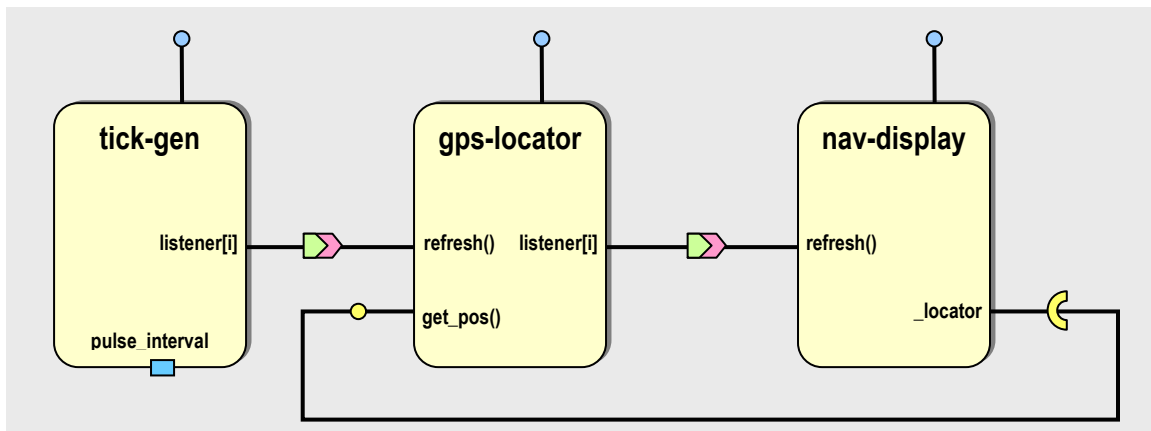 tick-gen
gps-locator
nav-display
listener[i]
refresh()
listener[i]
refresh()
get_pos()
_locator
pulse_interval